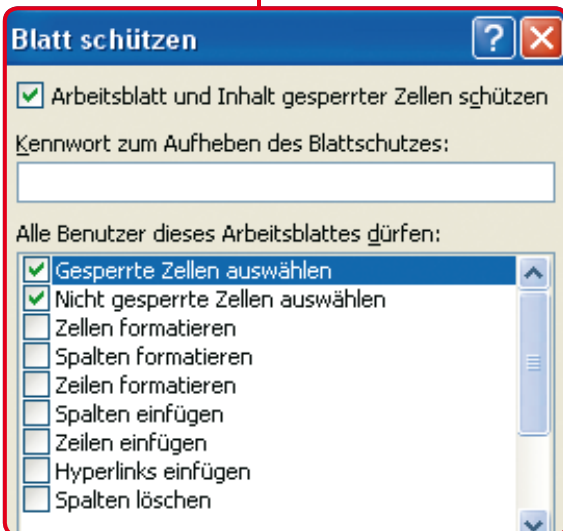 Blatt schützen
Arbeitsblatt und Inhalt gesperrter Zellen schützen
Kennwort zum Aufheben des Blattschutzes:
Alle Benutzer dieses Arbeitsblattes dürfen:
Gesperrte Zellen auswählen
Nicht gesperrte Zellen auswählen
Zellen formatieren
Spalten formatieren
Zeilen formatieren
Spalten einfügen
Zeilen einfügen
Hyperlinks einfügen
Spalten löschen